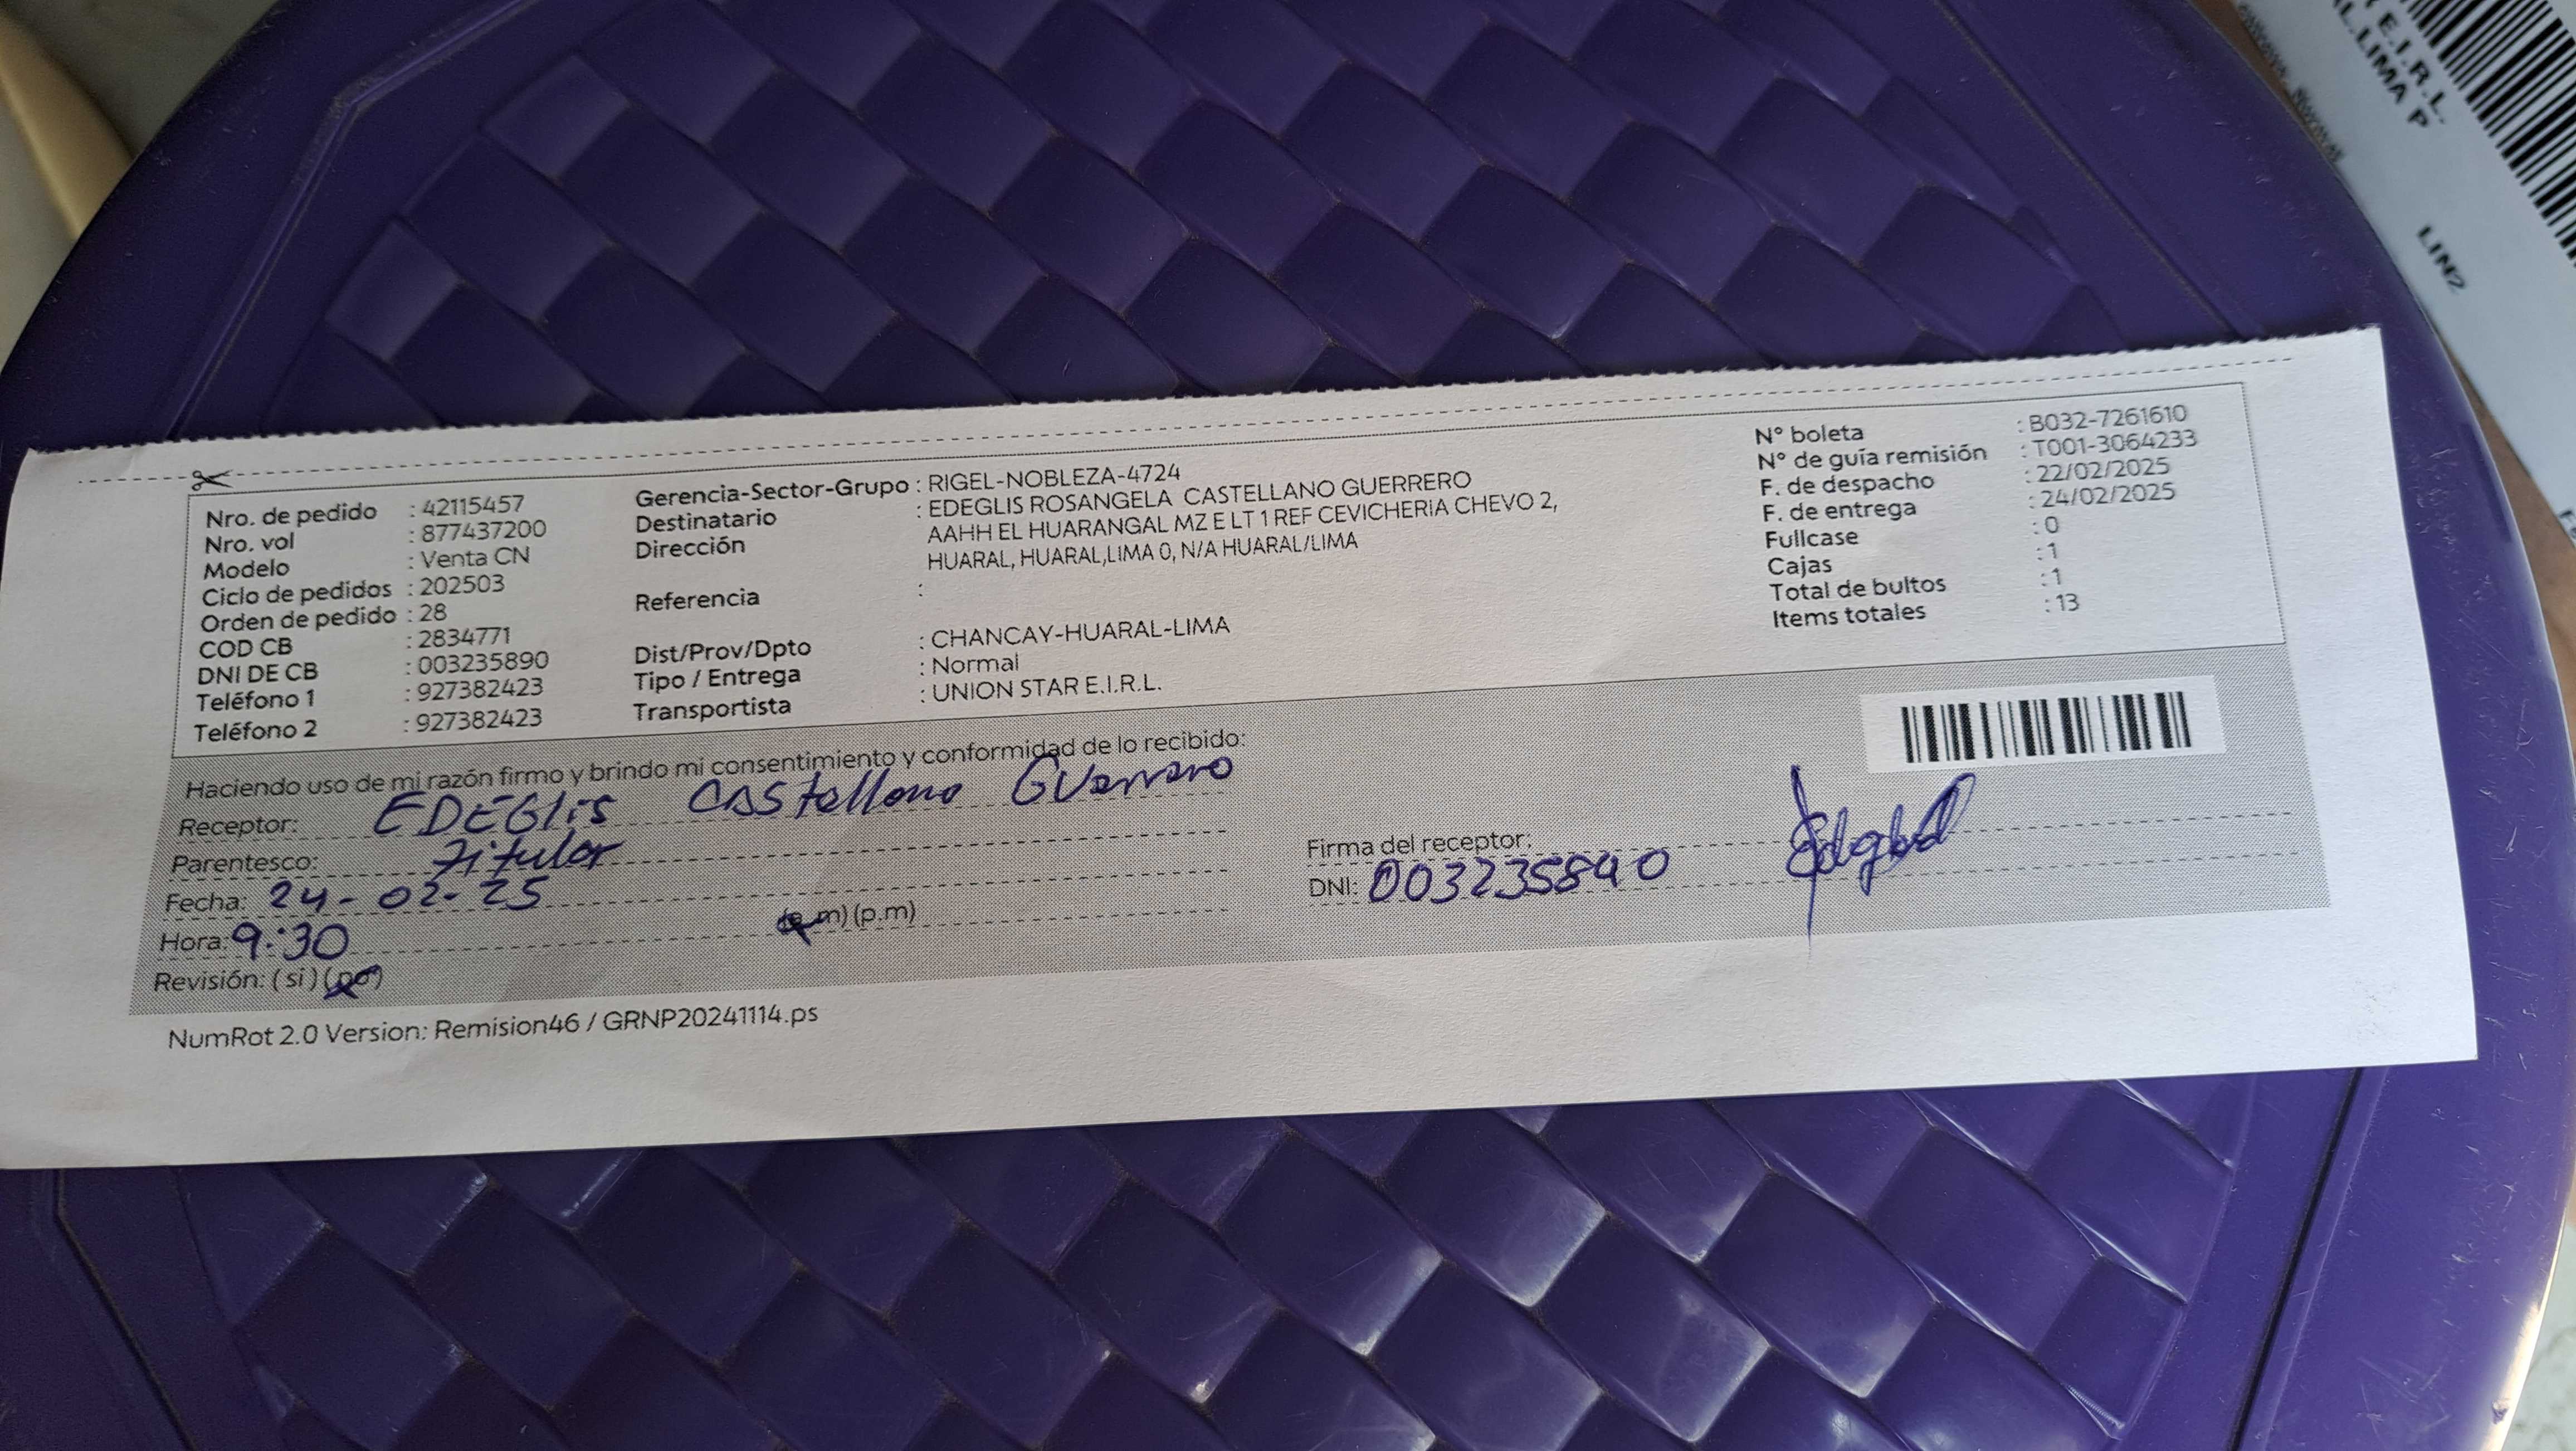 Nro. de pedido : 42115457
Nro. vol : 877437200
Modelo : Venta CN
Ciclo de pedidos : 202503
Orden de pedido : 28
COD CB : 2834771
DNI DE CB : 003235890
Teléfono 1 : 927382423
Teléfono 2 : 927382423
Gerencia-Sector-Grupo : RIGEL-NOBLEZA-4724
Destinatario : EDEGLIS ROSANGELA CASTELLANO GUERRERO
Dirección AAHH EL HUARANGAL MZ E LT 1 REF CEVICHERIA CHEVO 2,
HUARAL, HUARAL,LIMA 0, N/A HUARAL/LIMA
Referencia :
Dist/Prov/Dpto : CHANCAY-HUARAL-LIMA
Tipo / Entrega : Normal
Transportista : UNION STAR E.I.R.L.
N° boleta : B032-7261610
N° de guía remisión : T001-3064233
F. de despacho : 22/02/2025
F. de entrega : 24/02/2025
Fullcase : 0
Cajas : 1
Total de bultos : 1
Items totales : 13
Haciendo uso de mi razón firmo y brindo mi consentimiento y conformidad de lo recibido:
Receptor: EDEGlis CASTellano GUerrero
Parentesco: Titular
Fecha: 24-02-25
Hora: 9:30 (a.m) (p.m)
Revisión: (si) (no)
Firma del receptor:
DNI: 003235890
NumRot 2.0 Version: Remision46 / GRNP20241114.ps
E.I.R.L.
LIMA P
LIN2